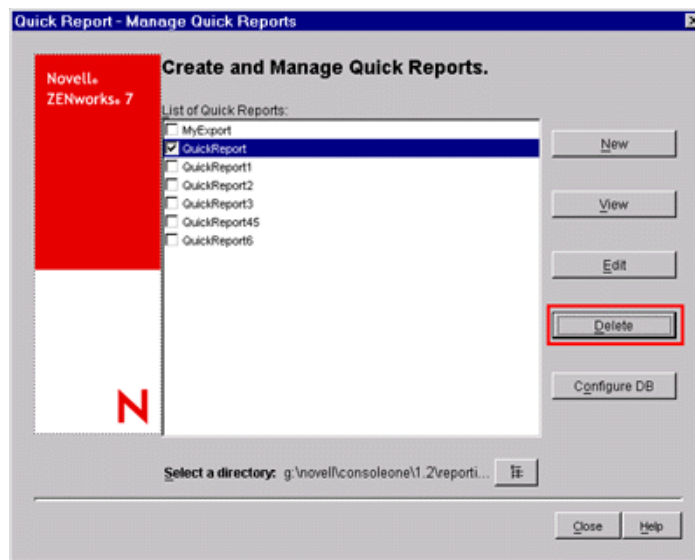 Quick Report - Manage Quick Reports
Novell®
ZENworks® 7
Create and Manage Quick Reports.
List of Quick Reports:
MyExport
QuickReport
QuickReport1
QuickReport2
QuickReport3
QuickReport45
QuickReport6
New
View
Edit
Delete
Configure DB
N
Select a directory: g:\novell\consoleone\1.2\reporti...
Close
Help